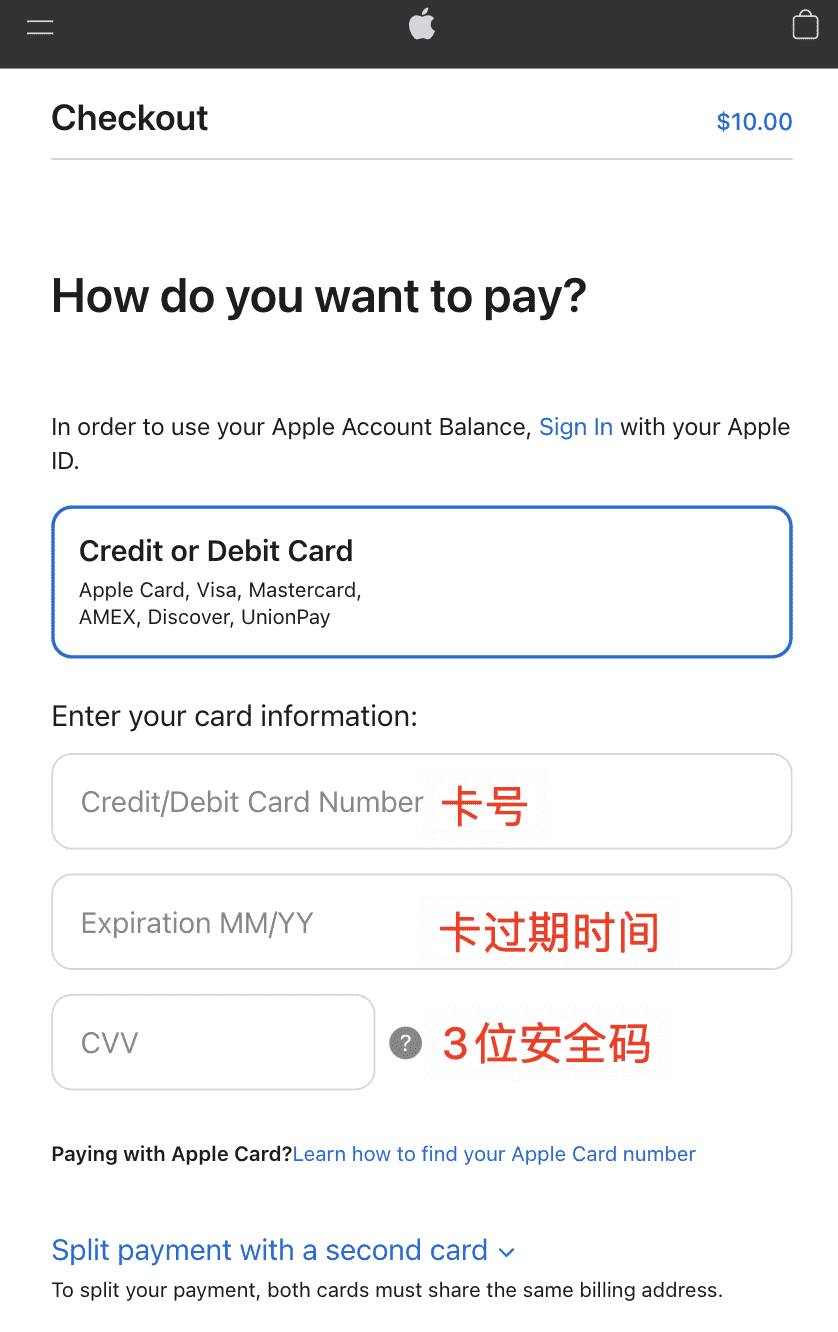 Checkout
$10.00
How do you want to pay?
In order to use your Apple Account Balance, Sign In with your Apple
ID.
Credit or Debit Card
Apple Card, Visa, Mastercard,
AMEX, Discover, UnionPay
Enter your card information:
Credit/Debit Card Number 卡号
Expiration MM/YY 卡过期时间
CVV ? 3位安全码
Paying with Apple Card?Learn how to find your Apple Card number
Split payment with a second card
To split your payment, both cards must share the same billing address.